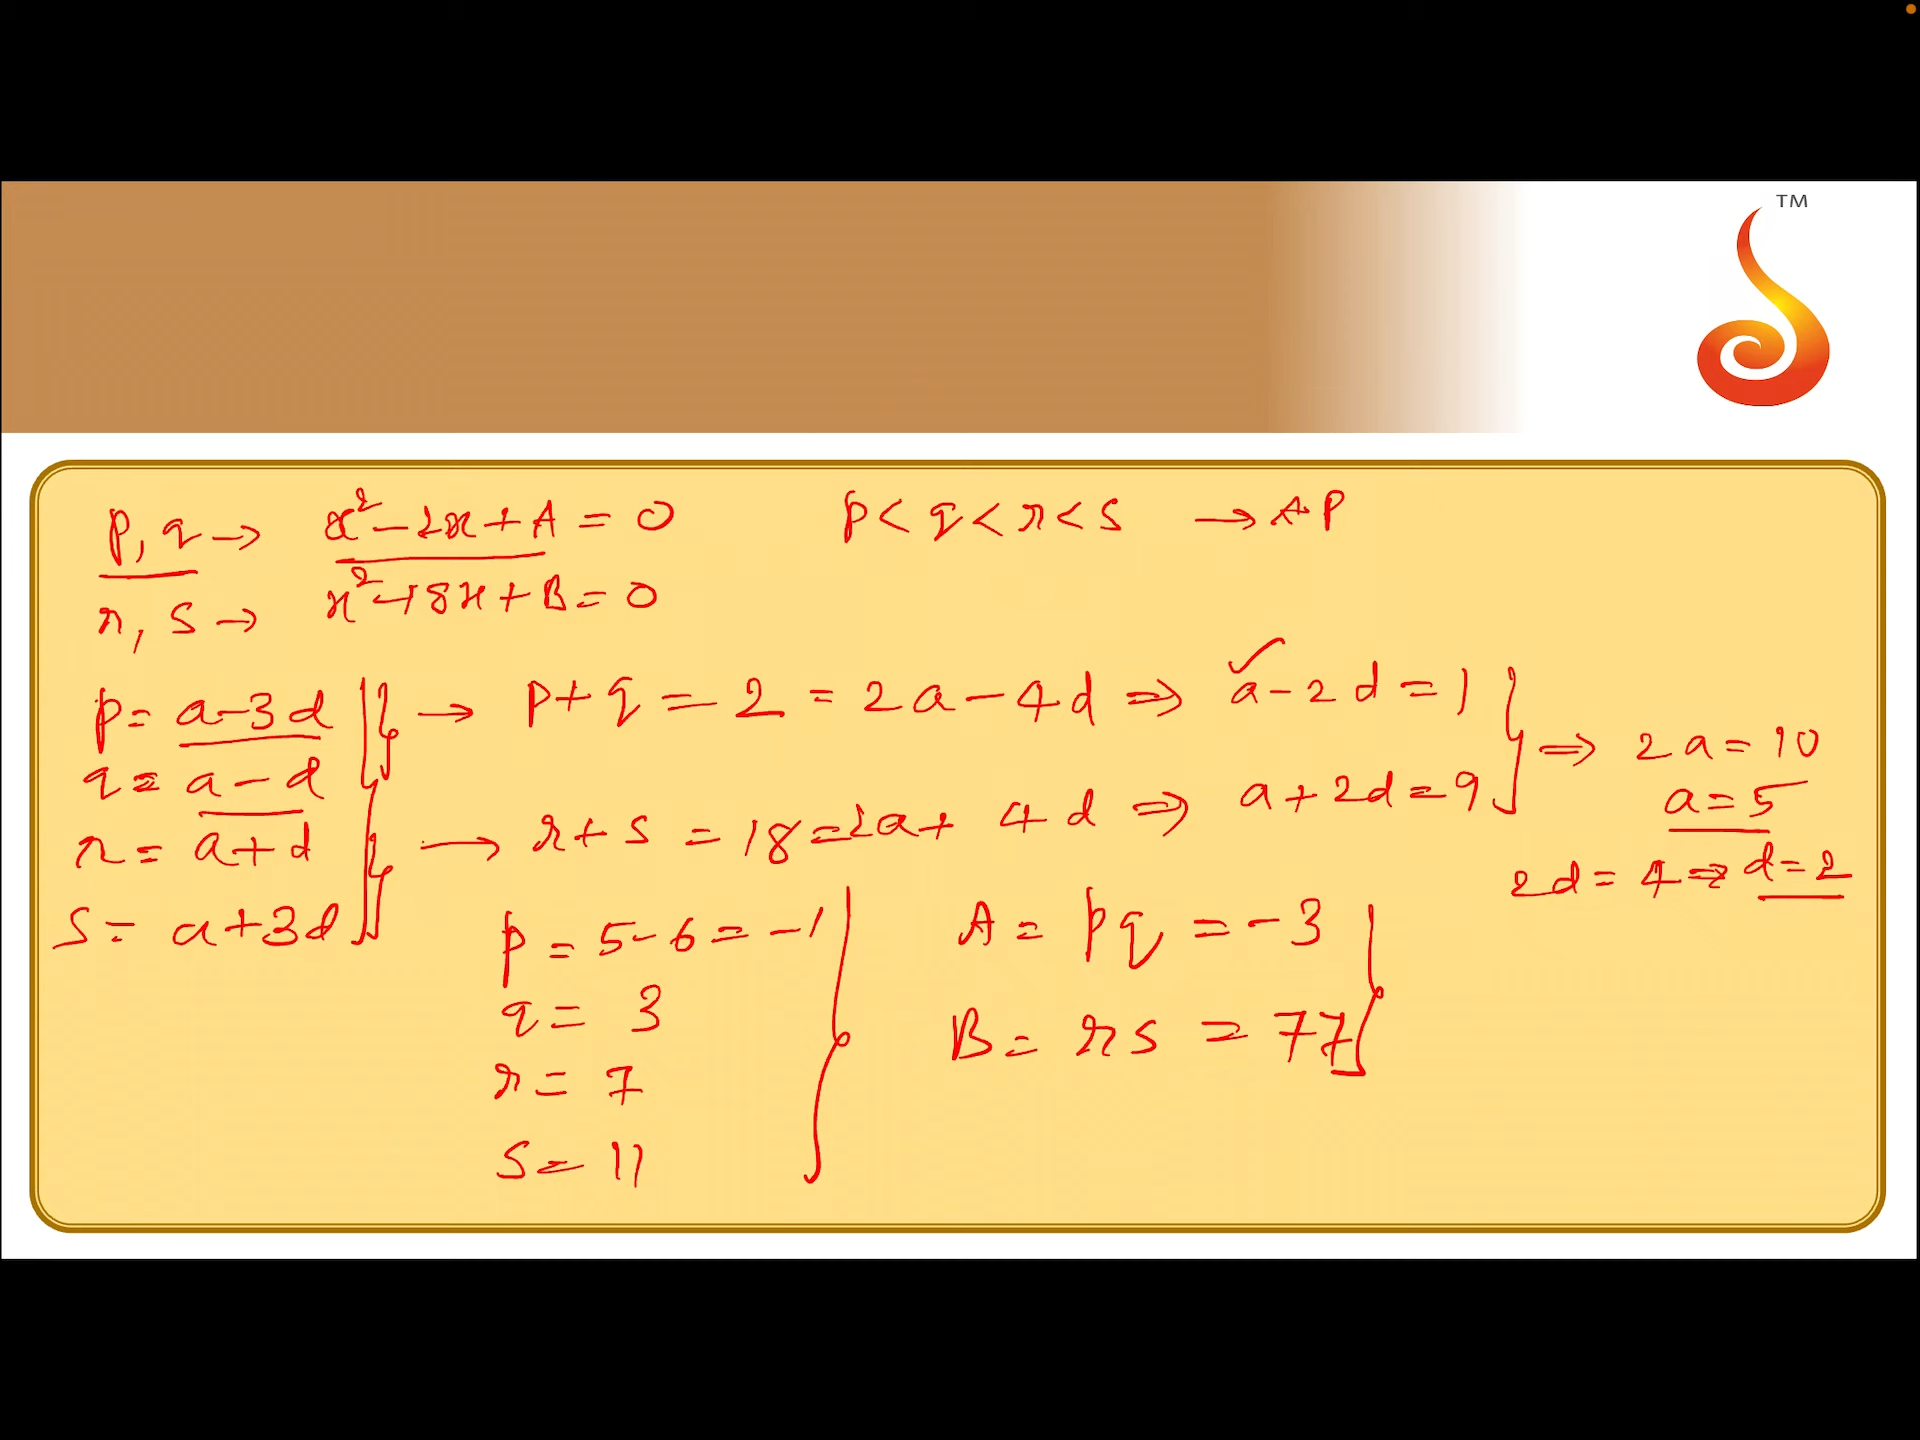 TM
p, q → x² - 2x + A = 0 p < q < r < s → AP
r, s → x² - 18x + B = 0
p = a - 3d → p + q = 2 = 2a - 4d ⇒ a - 2d = 1 ✓
q = a - d ⇒ 2a = 10
r = a + d → r + s = 18 = 2a + 4d ⇒ a + 2d = 9 a = 5
s = a + 3d 2d = 4 ⇒ d = 2
p = 5 - 6 = -1 A = pq = -3
q = 3
r = 7 B = rs = 77
s = 11